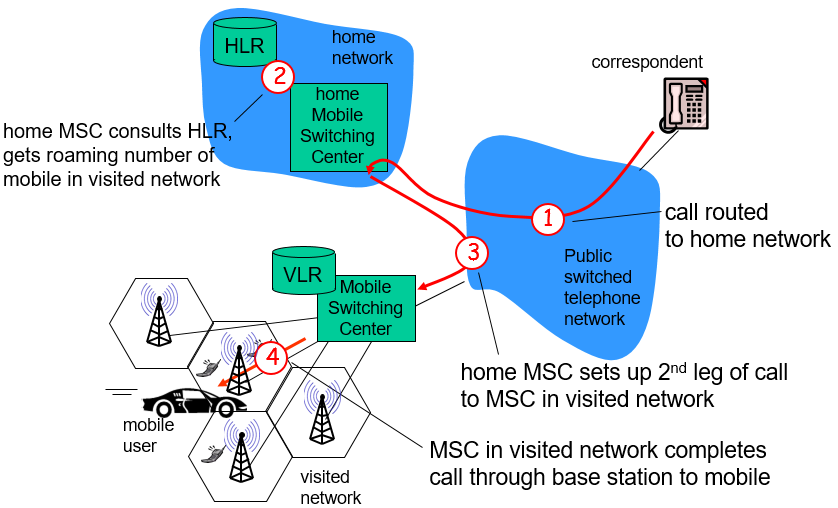 HLR
home
network
2
home
Mobile
Switching
Center
correspondent
home MSC consults HLR,
gets roaming number of
mobile in visited network
1
call routed
to home network
3
Public
switched
telephone
network
VLR
Mobile
Switching
Center
4
home MSC sets up 2nd leg of call
to MSC in visited network
mobile
user
MSC in visited network completes
call through base station to mobile
visited
network